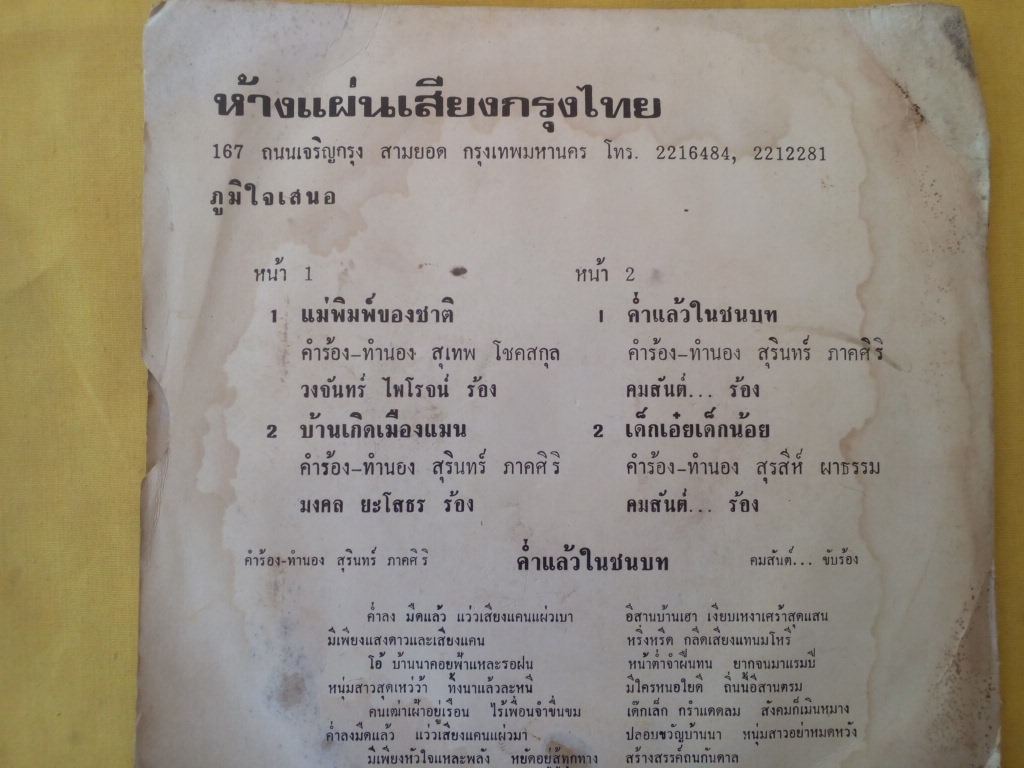 ห้างแผ่นเสียงกรุงไทย
167 ถนนเจริญกรุง สามยอด กรุงเทพมหานคร โทร. 2216484, 2212281
ภูมิใจเสนอ
หน้า 1
1 แม่พิมพ์ของชาติ
คำร้อง-ทำนอง สุเทพ โชคสกุล
วงจันทร์ ไพโรจน์ ร้อง
2 บ้านเกิดเมืองแมน
คำร้อง-ทำนอง สุรินทร์ ภาคศิริ
มงคล ยะโสธร ร้อง
หน้า 2
1 ค่ำแล้วในชนบท
คำร้อง-ทำนอง สุรินทร์ ภาคศิริ
คมสันต์... ร้อง
2 เด็กเอ๋ยเด็กน้อย
คำร้อง-ทำนอง สุรสีห์ ผาธรรม
คมสันต์... ร้อง
คำร้อง-ทำนอง สุรินทร์ ภาคศิริ ค่ำแล้วในชนบท คมสันต์... ขับร้อง
ค่ำลง มืดแล้ว แว่วเสียงแคนแผ่วเบา
มีเพียงแสงดาวและเสียงแคน
โอ้ บ้านนาคอยฟ้าแหละรอฝน
หนุ่มสาวสุดเหว่ว้า ทิ้งนาแล้วละหนี
คนเฒ่าเฝ้าอยู่เรือน ไร้เพื่อนจำขื่นขม
ค่ำลงมืดแล้ว แว่วเสียงแคนแผ่วมา
มีเพียงหัวใจแหละพลัง หยัดอยู่สู้ทุกทาง
อีสานบ้านเฮา เงียบเหงาเศร้าสุดแสน
หริ่งหรีด กลีดเสียงแทนมโหรี
หน้าดำจำฝืนทน ยากจนมาแรมปี
มีใครหนอใยดี ถิ่นนี้อีสานตรม
เด๊กเล็ก กรำแดดลม สังคมก็เมินหมาง
ปลอบขวัญบ้านนา หนุ่มสาวอย่าหมดหวัง
สร้างสรรค์ถนกันดาล